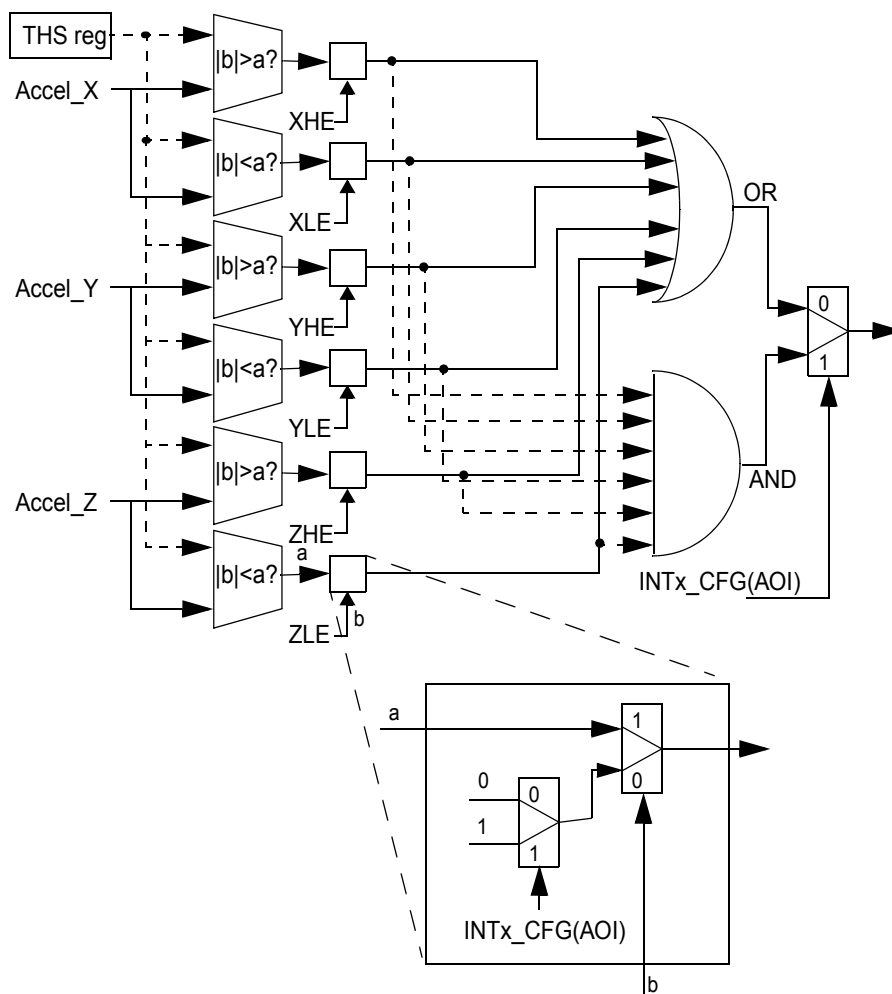 THS reg
|b|>a?
Accel_X
XHE
|b|<a?
XLE
OR
|b|>a?
Accel_Y
YHE
0
1
|b|<a?
YLE
|b|>a?
AND
Accel_Z
ZHE
a
|b|<a?
INTx_CFG(AOI)
b
ZLE
a
1
0
0
0
1
1
INTx_CFG(AOI)
b